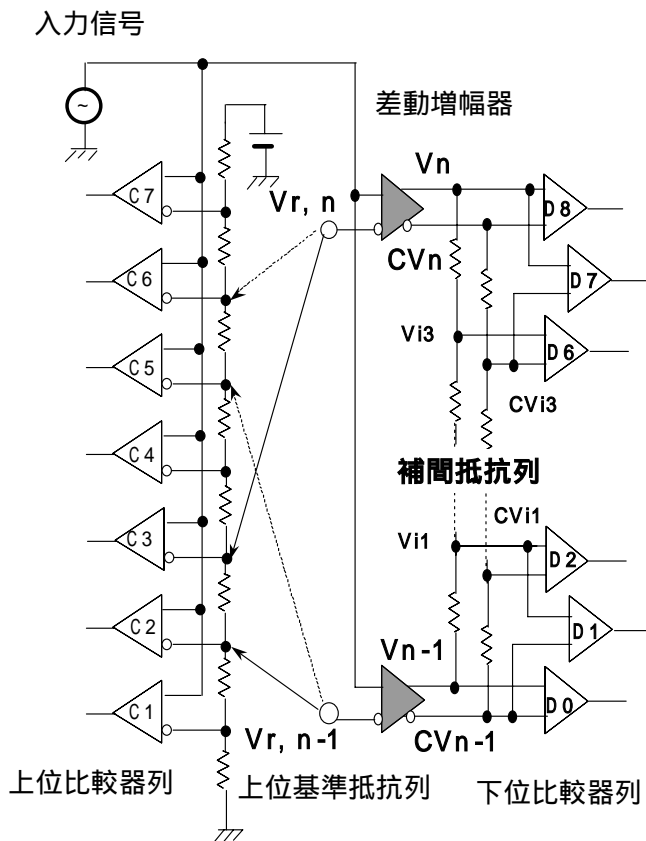 入力信号
~
差動増幅器
Vn
C7
Vr, n
D8
CVn
C6
D7
Vi3
D6
C5
CVi3
C4
補間抵抗列
CVi1
Vi1
C3
D2
C2
D1
Vn-1
C1
D0
Vr, n-1
CVn-1
上位比較器列
上位基準抵抗列
下位比較器列